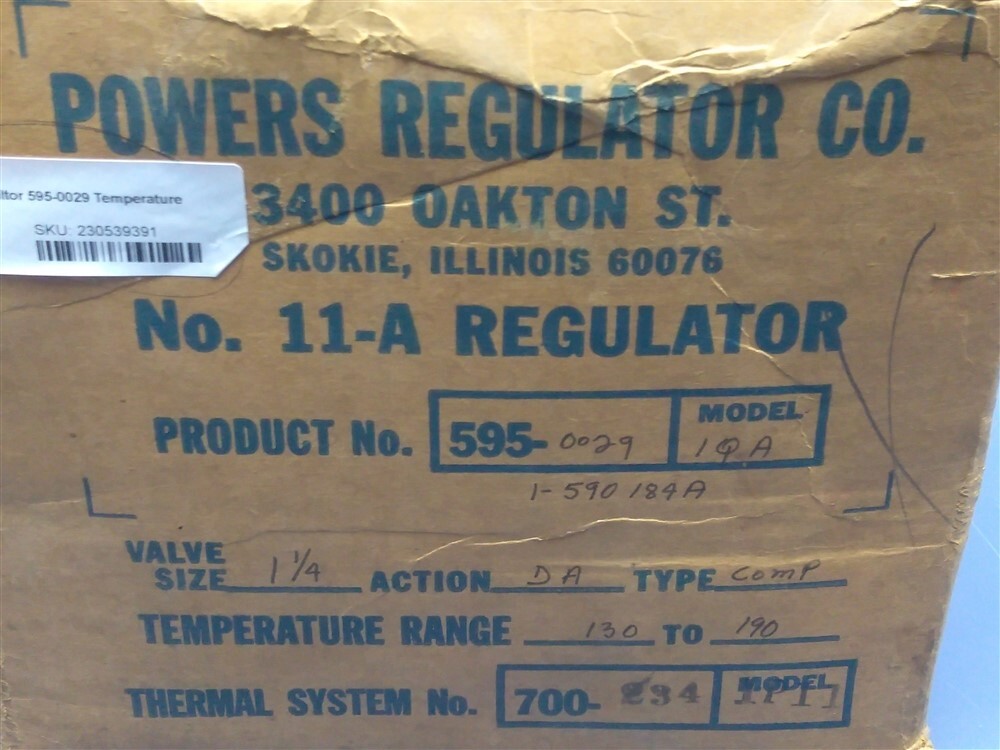 POWERS REGULATOR CO.
ltor 595-0029 Temperature
SKU: 230539391
3400 OAKTON ST.
SKOKIE, ILLINOIS 60076
No. 11-A REGULATOR
PRODUCT No. 595-0029 MODEL 1QA
1-590 184A
VALVE SIZE 1 1/4 ACTION DA TYPE COMP
TEMPERATURE RANGE 130 TO 190
THERMAL SYSTEM No. 700-234 MODEL